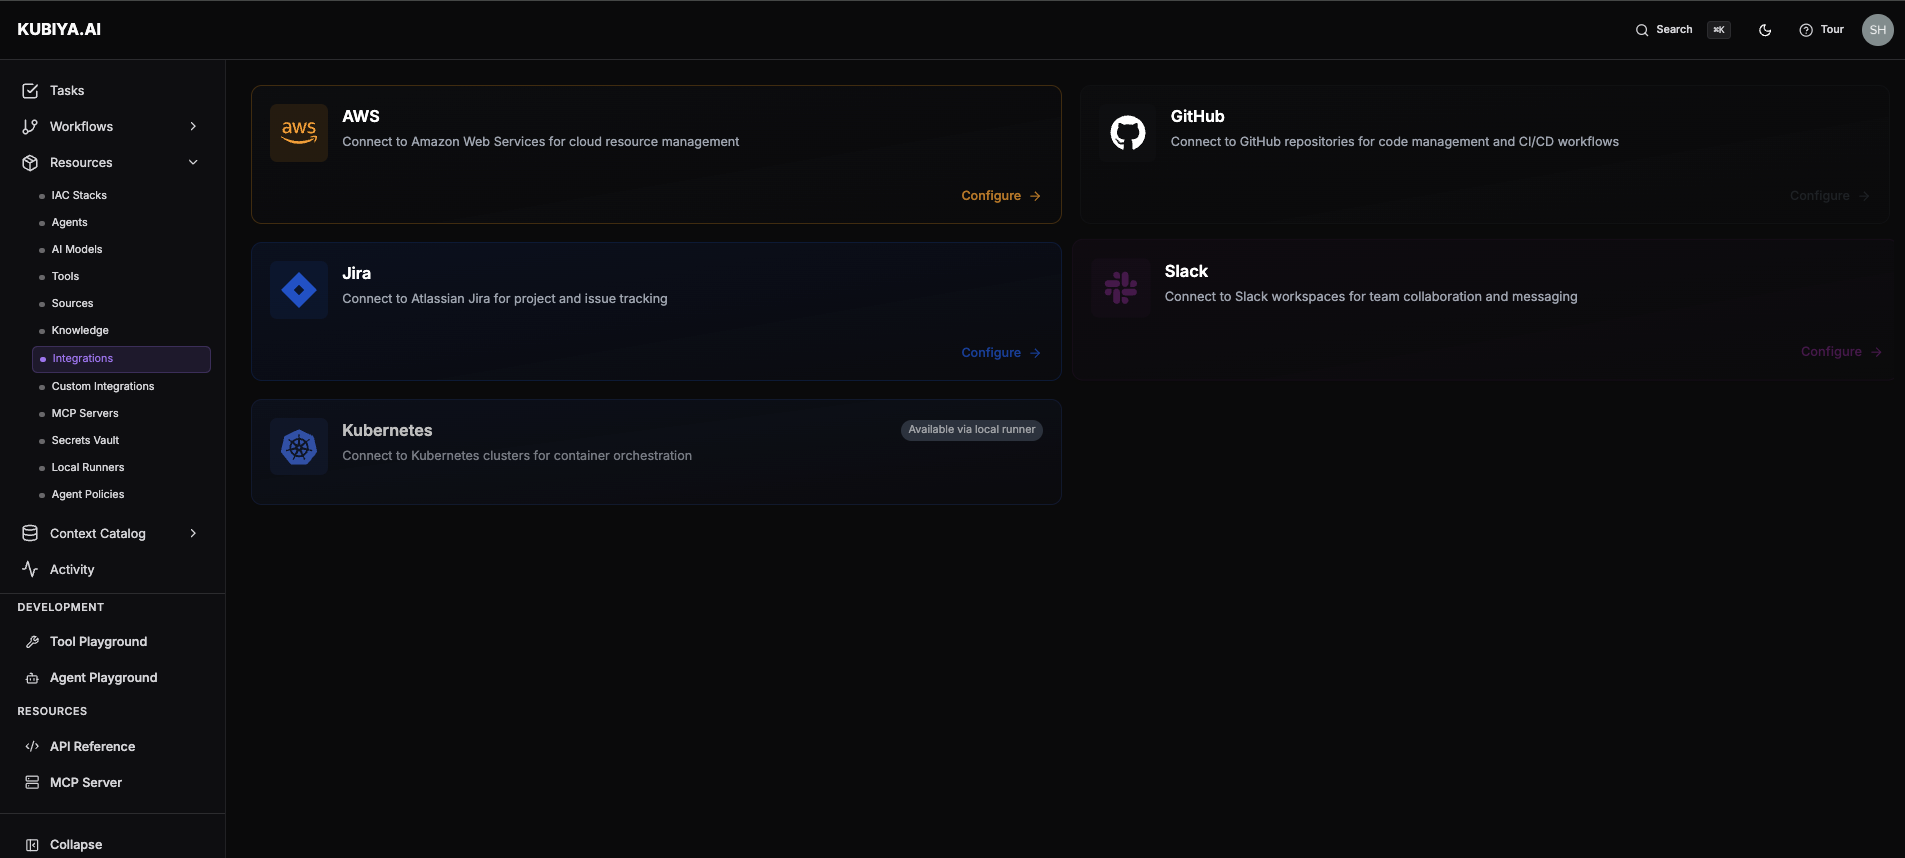 KUBIYA.AI
Search
⌘K
Tour
SH
Tasks
Workflows
Resources
IAC Stacks
Agents
AI Models
Tools
Sources
Knowledge
Integrations
Custom Integrations
MCP Servers
Secrets Vault
Local Runners
Agent Policies
Context Catalog
Activity
DEVELOPMENT
Tool Playground
Agent Playground
RESOURCES
API Reference
MCP Server
Collapse
aws
AWS
Connect to Amazon Web Services for cloud resource management
Configure
GitHub
Connect to GitHub repositories for code management and CI/CD workflows
Configure
Jira
Connect to Atlassian Jira for project and issue tracking
Configure
Slack
Connect to Slack workspaces for team collaboration and messaging
Configure
Kubernetes
Available via local runner
Connect to Kubernetes clusters for container orchestration